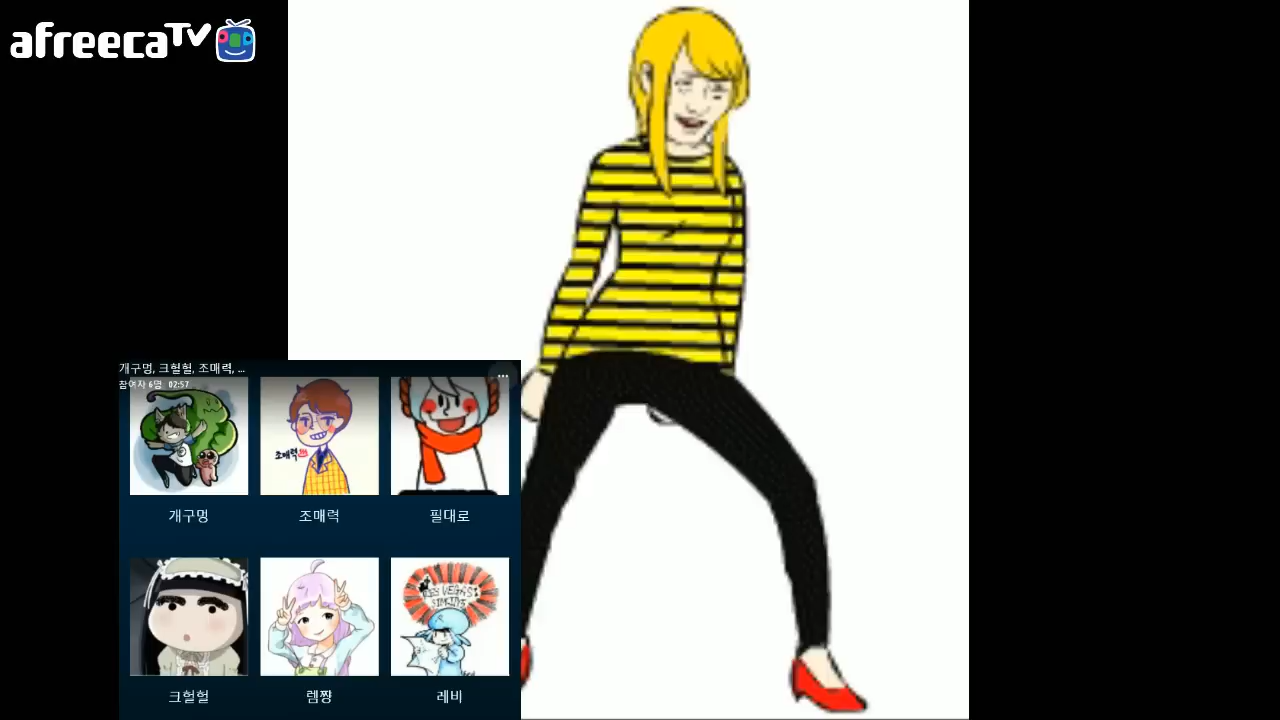 afreecaTV
개구멍, 크헐헐, 조매력, ...
참여자 6명 02:57
조매력
개구멍
조매력
필대로
크헐헐
렘짱
레비